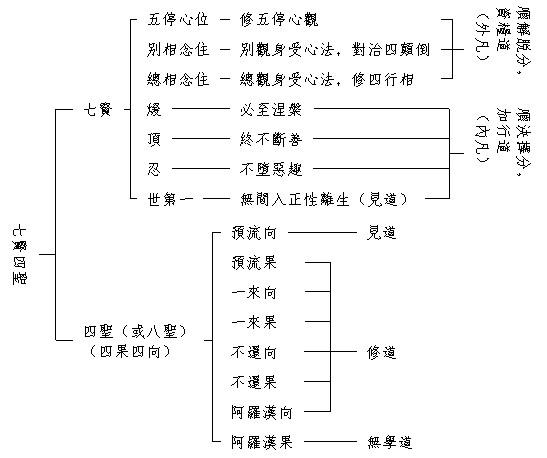 七賢四聖
七賢
五停心位 — 修五停心觀
別相念住 — 別觀身受心法，對治四顛倒
總相念住 — 總觀身受心法，修四行相
順解脫分，
資糧道
（外凡）
煖 — 必至涅槃
頂 — 終不斷善
忍 — 不墮惡趣
世第一 — 無間入正性離生（見道）
順決擇分，
加行道
（內凡）
四聖（或八聖）
（四果四向）
預流向 — 見道
預流果
一來向
一來果
不還向
不還果
阿羅漢向
修道
阿羅漢果 — 無學道